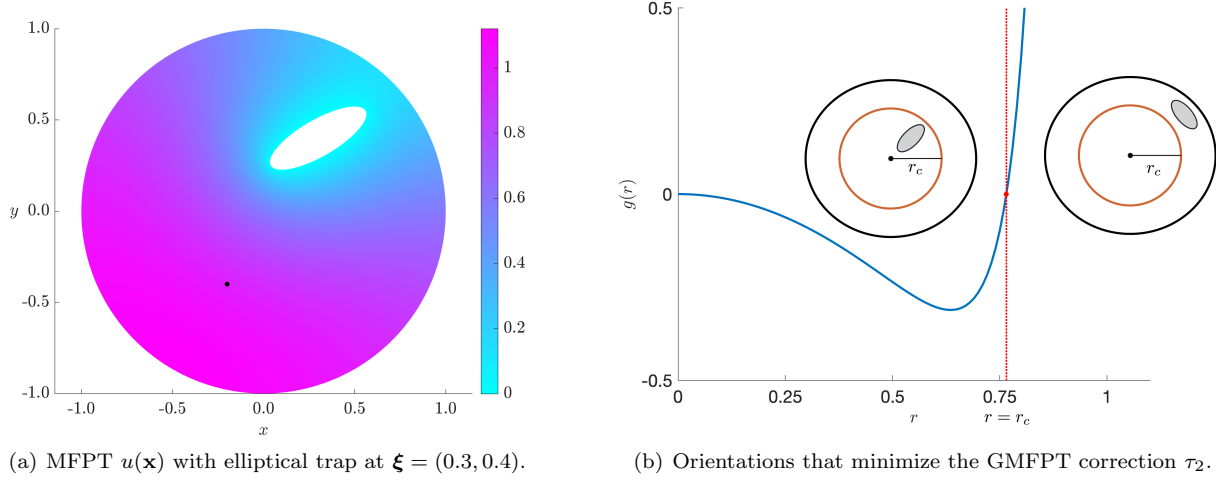 1.0
0.5
y 0.0
-0.5
-1.0
-1.0 -0.5 0.0 0.5 1.0
x
1
0.8
0.6
0.4
0.2
0
(a) MFPT u(𝐱) with elliptical trap at 𝝃 = (0.3, 0.4).
0.5
g(r)
0
-0.5
0 0.25 0.5 0.75 1
r
r = r_c
r_c
r_c
(b) Orientations that minimize the GMFPT correction τ₂.